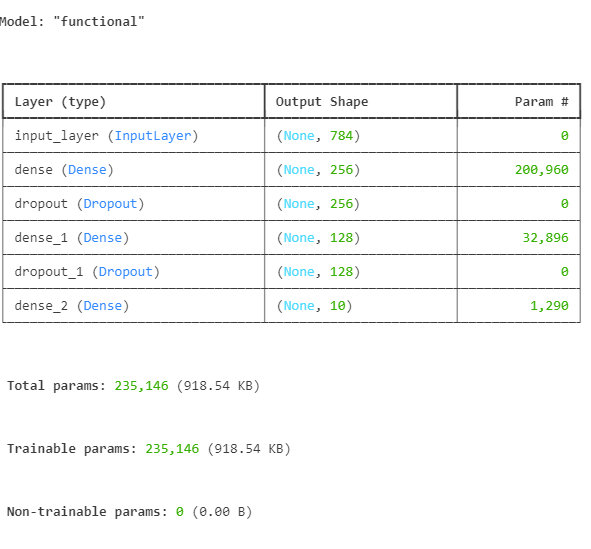 Model: "functional"
Layer (type) Output Shape Param #
input_layer (InputLayer) (None, 784) 0
dense (Dense) (None, 256) 200,960
dropout (Dropout) (None, 256) 0
dense_1 (Dense) (None, 128) 32,896
dropout_1 (Dropout) (None, 128) 0
dense_2 (Dense) (None, 10) 1,290
Total params: 235,146 (918.54 KB)
Trainable params: 235,146 (918.54 KB)
Non-trainable params: 0 (0.00 B)